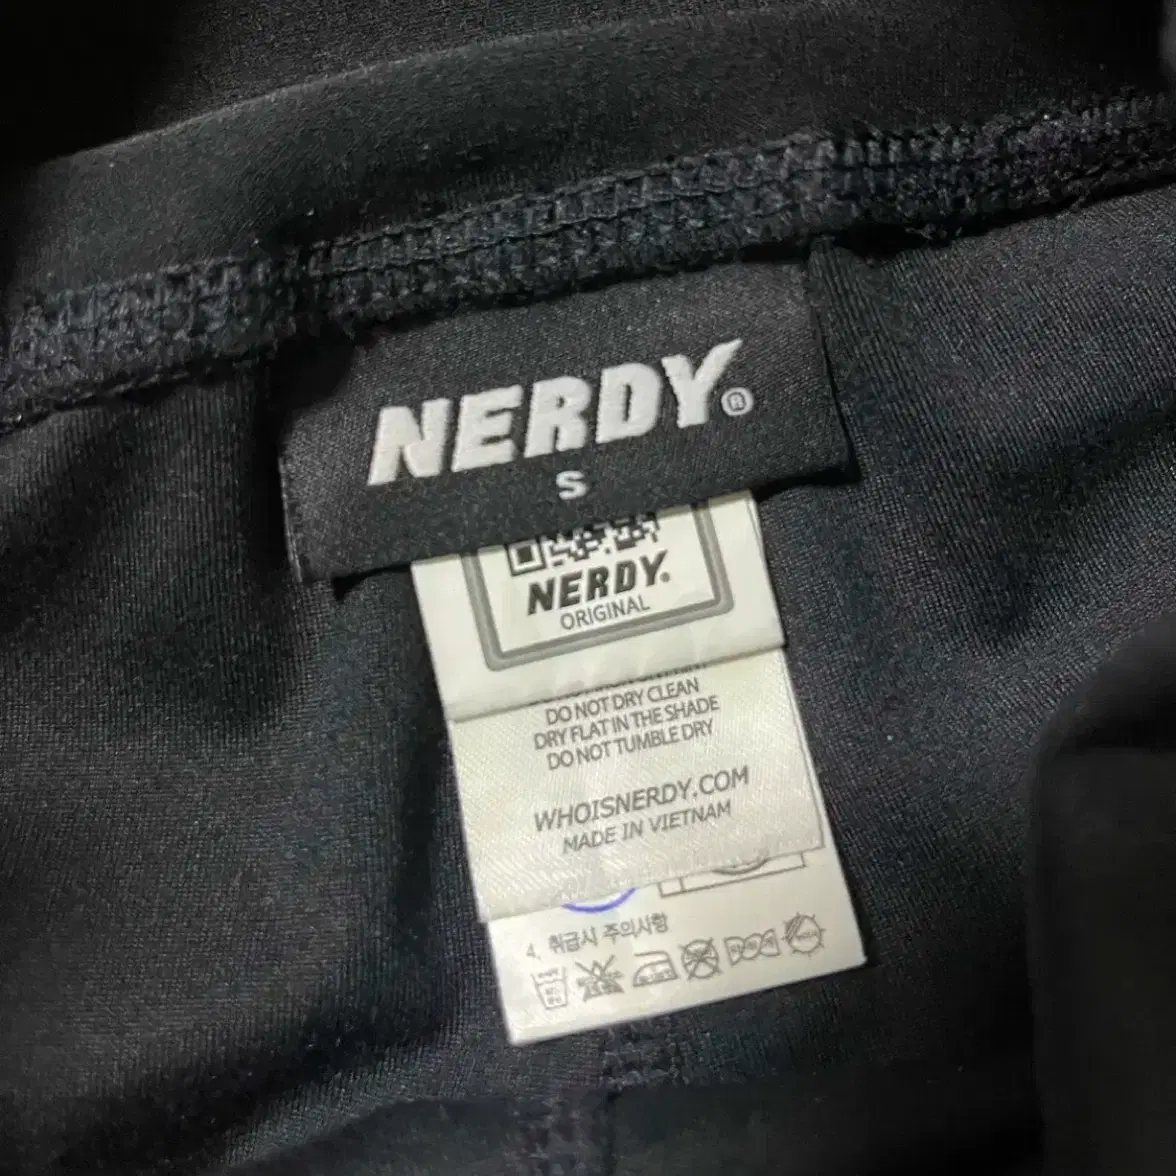 NERDY®
S
NERDY.
ORIGINAL
DO NOT DRY CLEAN
DRY FLAT IN THE SHADE
DO NOT TUMBLE DRY
WHOISNERDY.COM
MADE IN VIETNAM
4. 취급시 주의사항